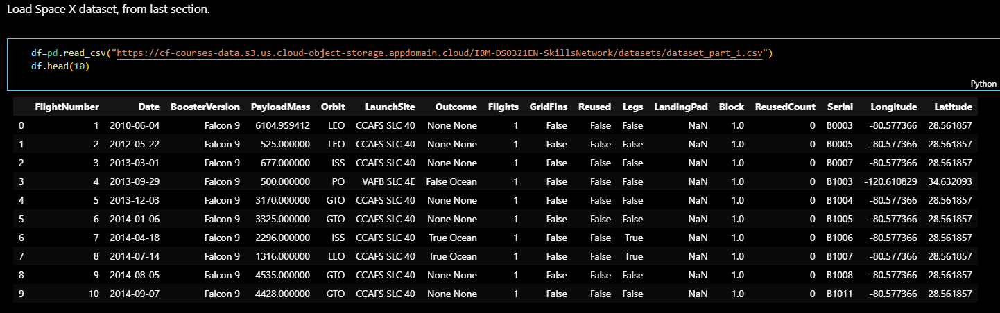 Load Space X dataset, from last section.
df=pd.read_csv("https://cf-courses-data.s3.us.cloud-object-storage.appdomain.cloud/IBM-DS0321EN-SkillsNetwork/datasets/dataset_part_1.csv")
df.head(10)
Python
FlightNumber Date BoosterVersion PayloadMass Orbit LaunchSite Outcome Flights GridFins Reused Legs LandingPad Block ReusedCount Serial Longitude Latitude
0 1 2010-06-04 Falcon 9 6104.959412 LEO CCAFS SLC 40 None None 1 False False False NaN 1.0 0 B0003 -80.577366 28.561857
1 2 2012-05-22 Falcon 9 525.000000 LEO CCAFS SLC 40 None None 1 False False False NaN 1.0 0 B0005 -80.577366 28.561857
2 3 2013-03-01 Falcon 9 677.000000 ISS CCAFS SLC 40 None None 1 False False False NaN 1.0 0 B0007 -80.577366 28.561857
3 4 2013-09-29 Falcon 9 500.000000 PO VAFB SLC 4E False Ocean 1 False False False NaN 1.0 0 B1003 -120.610829 34.632093
4 5 2013-12-03 Falcon 9 3170.000000 GTO CCAFS SLC 40 None None 1 False False False NaN 1.0 0 B1004 -80.577366 28.561857
5 6 2014-01-06 Falcon 9 3325.000000 GTO CCAFS SLC 40 None None 1 False False False NaN 1.0 0 B1005 -80.577366 28.561857
6 7 2014-04-18 Falcon 9 2296.000000 ISS CCAFS SLC 40 True Ocean 1 False False True NaN 1.0 0 B1006 -80.577366 28.561857
7 8 2014-07-14 Falcon 9 1316.000000 LEO CCAFS SLC 40 True Ocean 1 False False True NaN 1.0 0 B1007 -80.577366 28.561857
8 9 2014-08-05 Falcon 9 4535.000000 GTO CCAFS SLC 40 None None 1 False False False NaN 1.0 0 B1008 -80.577366 28.561857
9 10 2014-09-07 Falcon 9 4428.000000 GTO CCAFS SLC 40 None None 1 False False False NaN 1.0 0 B1011 -80.577366 28.561857